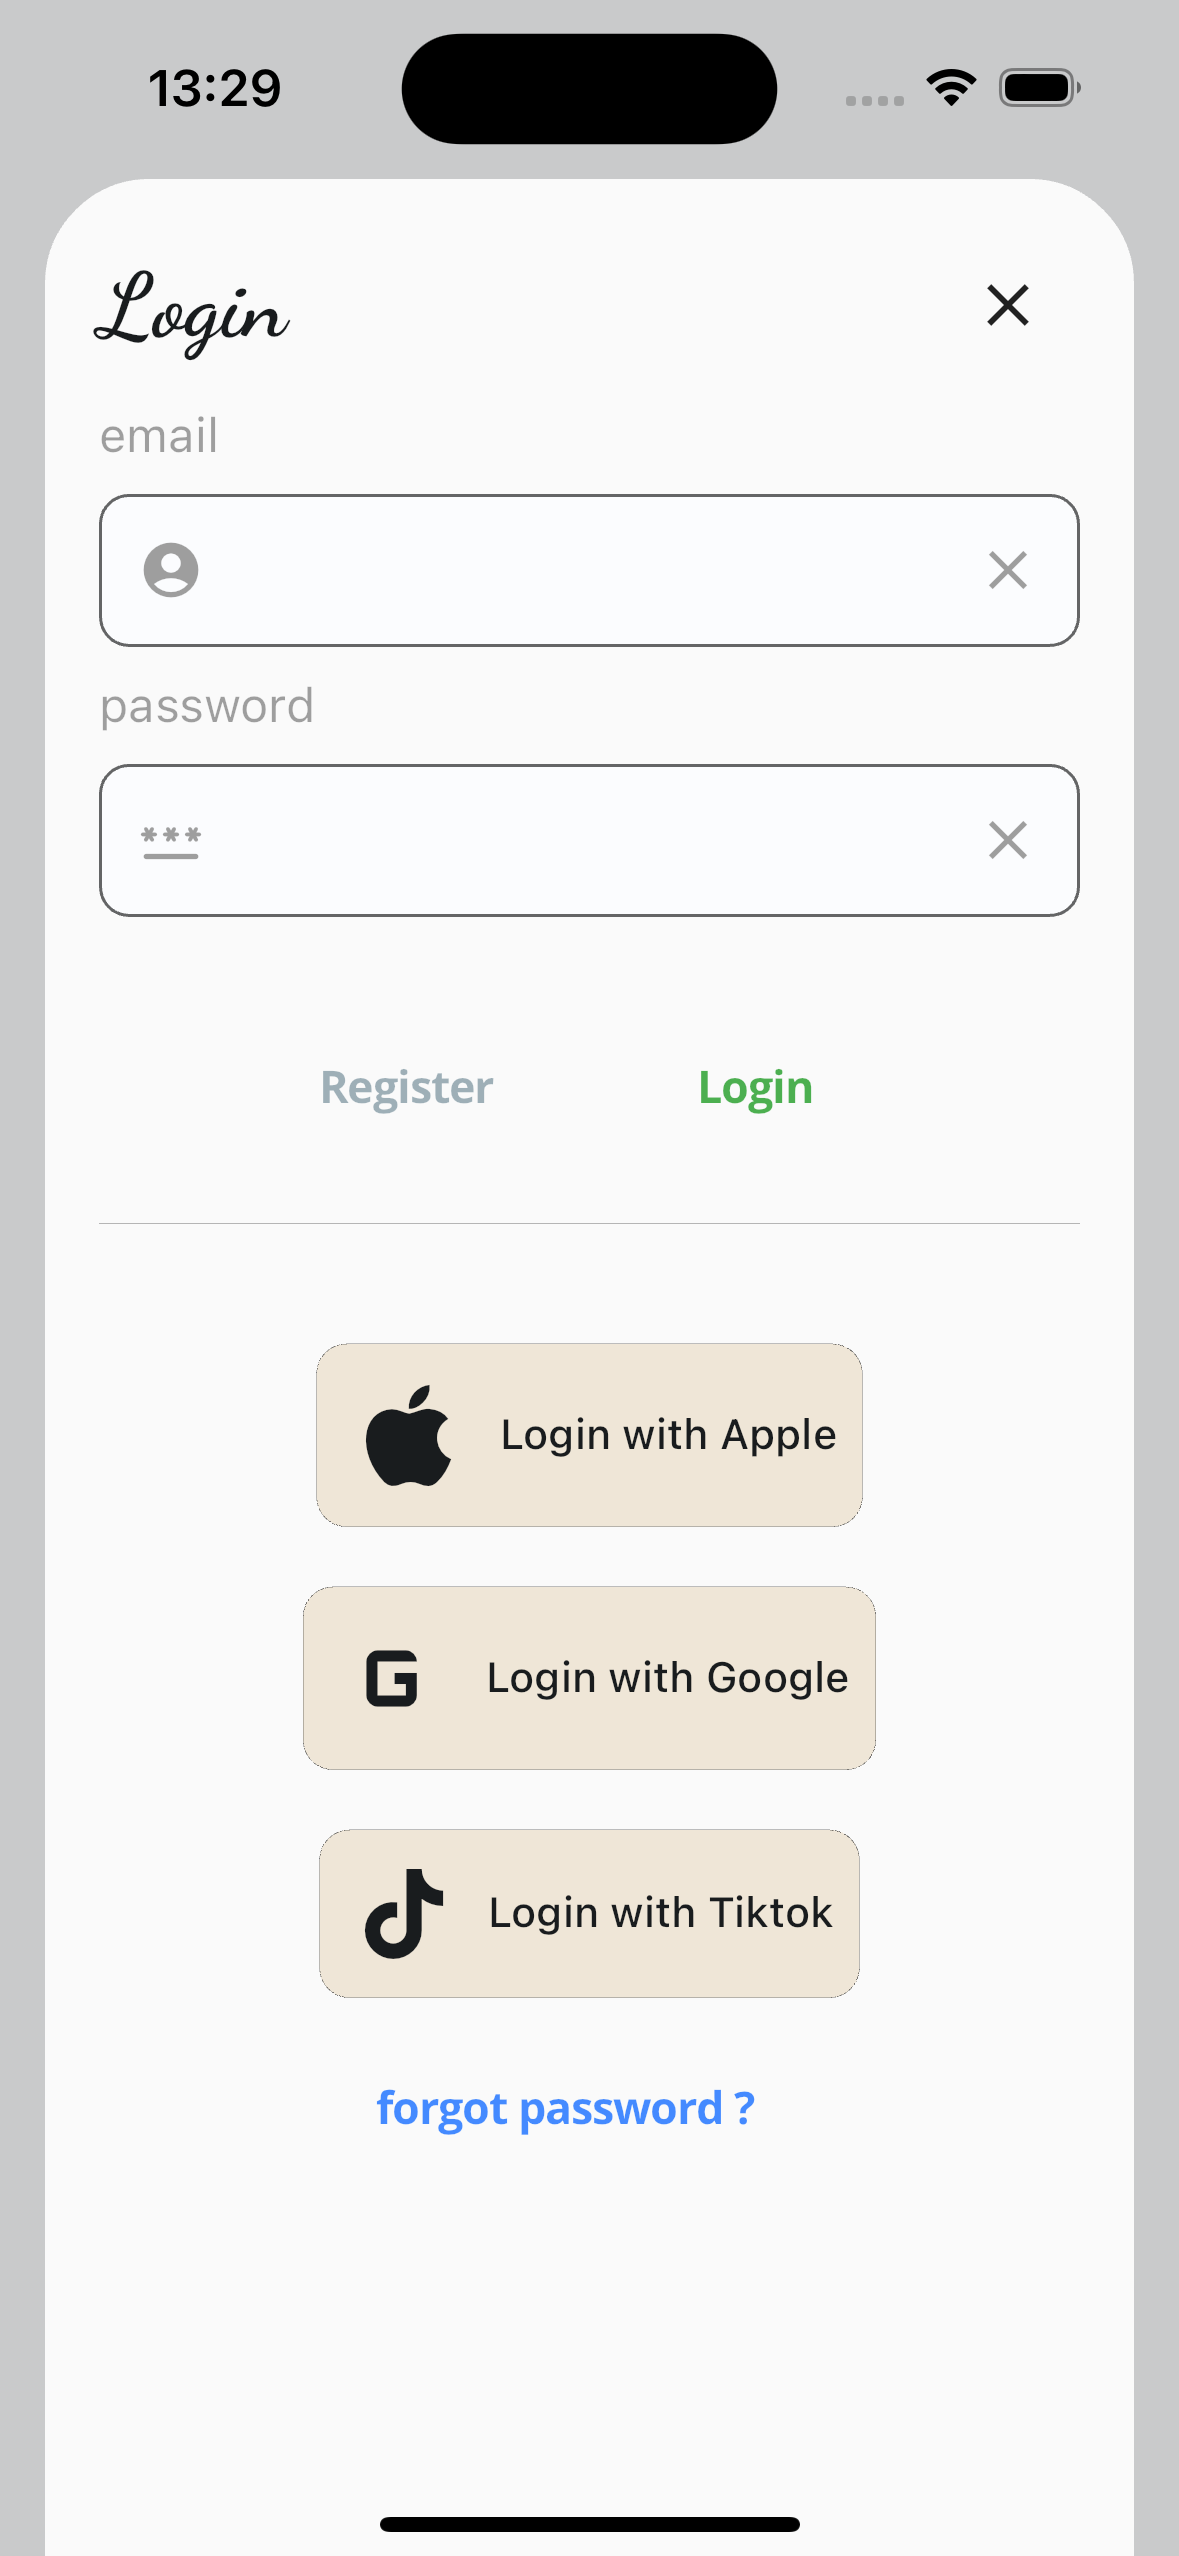 13:29
Login
email
password
***
Register Login
Login with Apple
G Login with Google
Login with Tiktok
forgot password ?